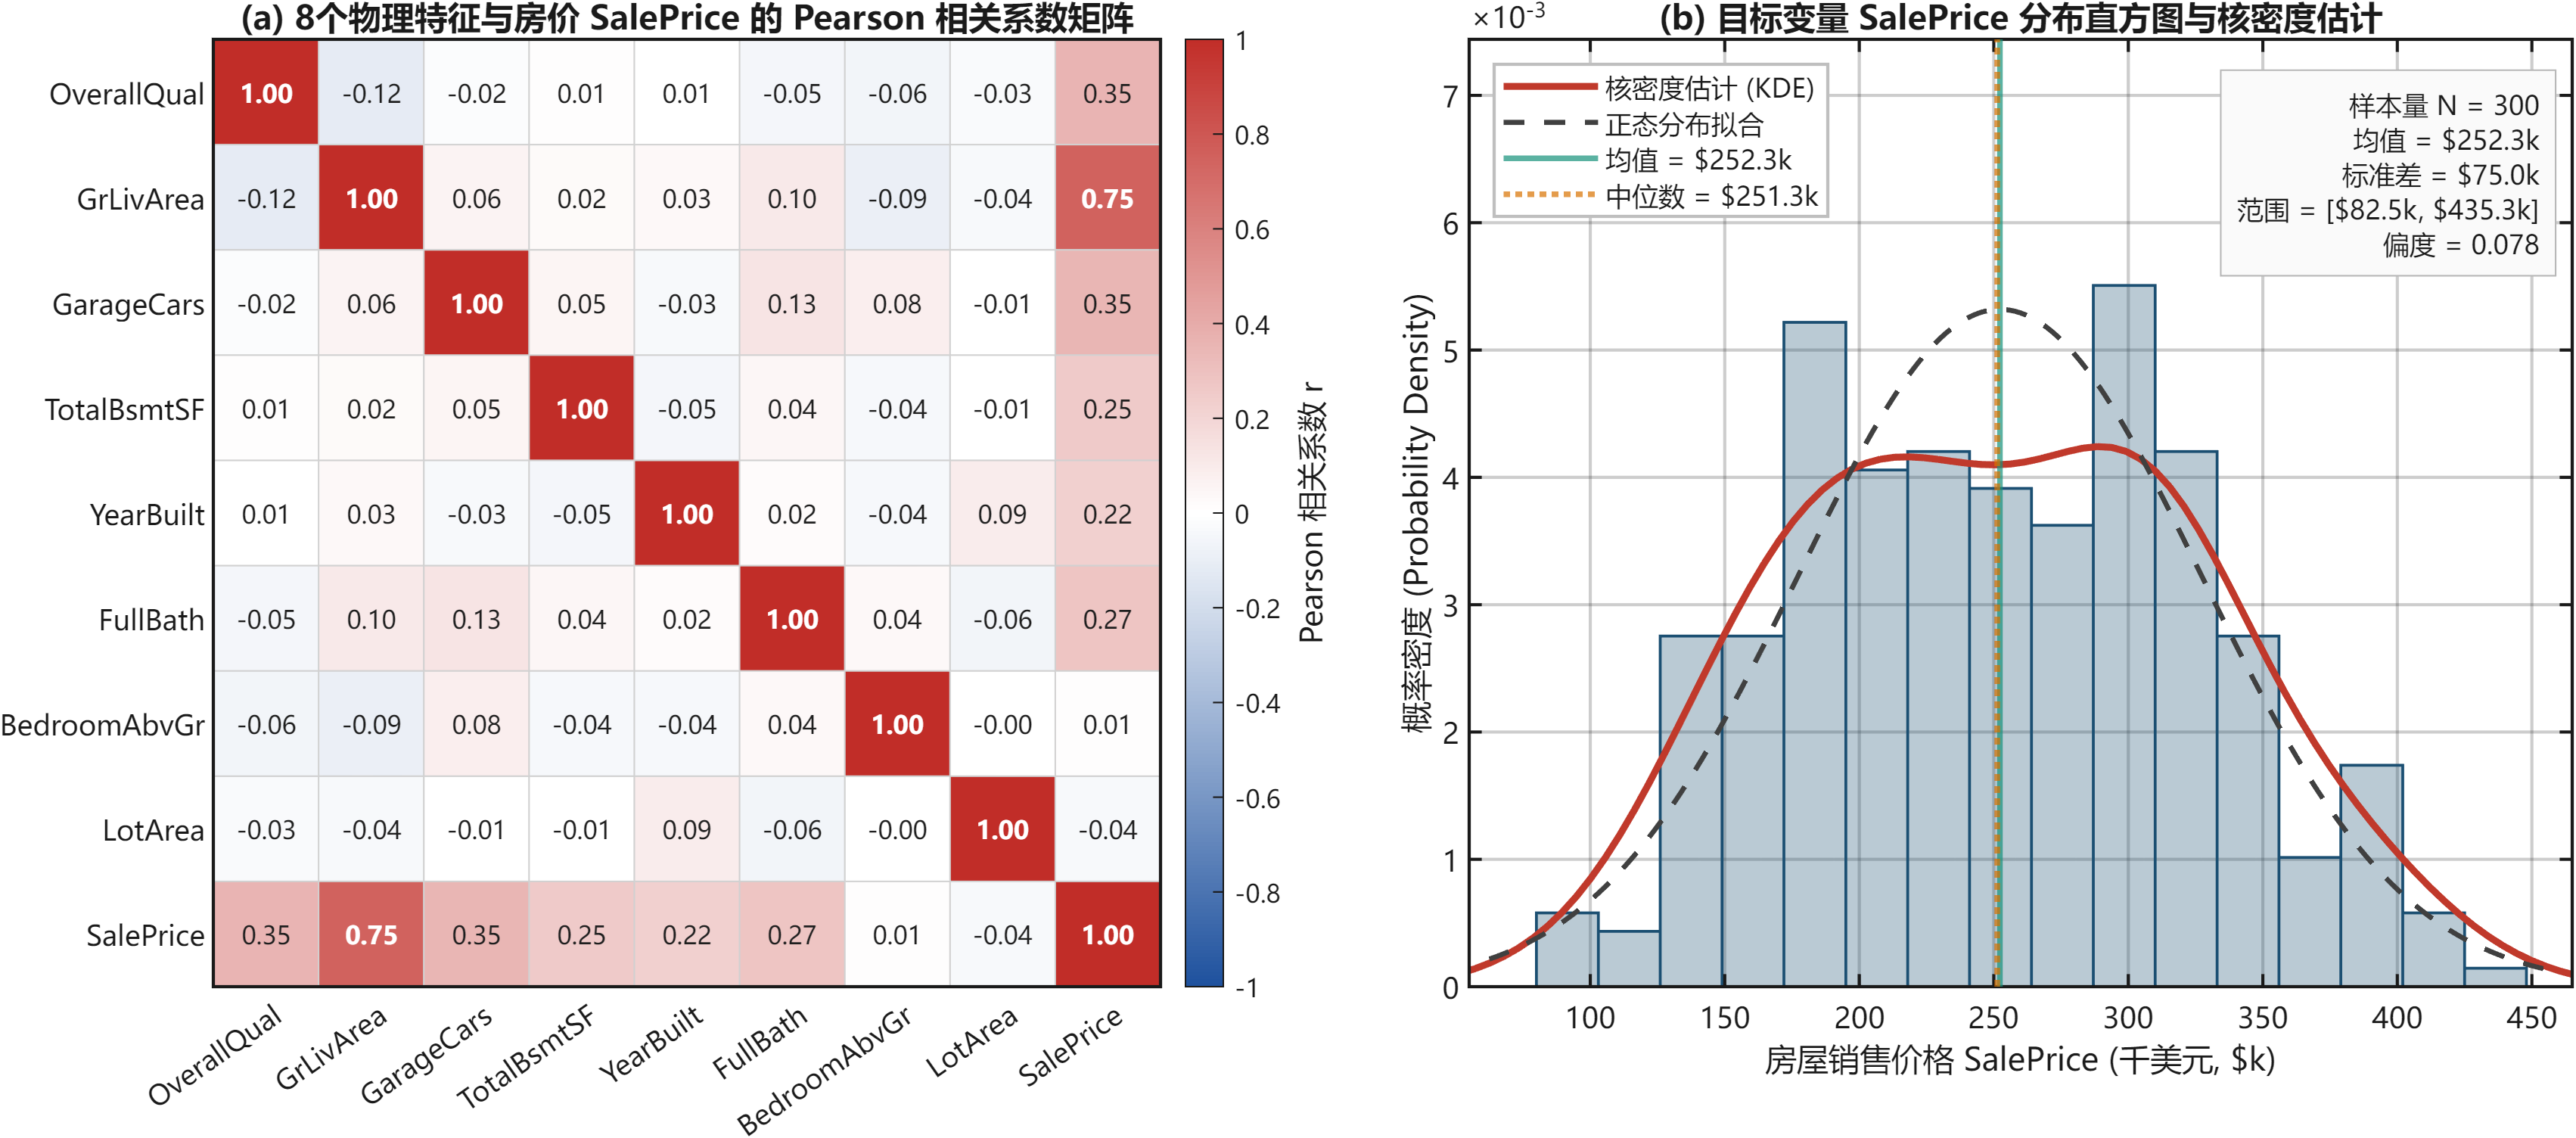 (a) 8个物理特征与房价 SalePrice 的 Pearson 相关系数矩阵
OverallQual 1.00 -0.12 -0.02 0.01 0.01 -0.05 -0.06 -0.03 0.35
GrLivArea -0.12 1.00 0.06 0.02 0.03 0.10 -0.09 -0.04 0.75
GarageCars -0.02 0.06 1.00 0.05 -0.03 0.13 0.08 -0.01 0.35
TotalBsmtSF 0.01 0.02 0.05 1.00 -0.05 0.04 -0.04 -0.01 0.25
YearBuilt 0.01 0.03 -0.03 -0.05 1.00 0.02 -0.04 0.09 0.22
FullBath -0.05 0.10 0.13 0.04 0.02 1.00 0.04 -0.06 0.27
BedroomAbvGr -0.06 -0.09 0.08 -0.04 -0.04 0.04 1.00 -0.00 0.01
LotArea -0.03 -0.04 -0.01 -0.01 0.09 -0.06 -0.00 1.00 -0.04
SalePrice 0.35 0.75 0.35 0.25 0.22 0.27 0.01 -0.04 1.00
OverallQual GrLivArea GarageCars TotalBsmtSF YearBuilt FullBath BedroomAbvGr LotArea SalePrice
1
0.8
0.6
0.4
0.2
0
-0.2
-0.4
-0.6
-0.8
-1
Pearson 相关系数 r
(b) 目标变量 SalePrice 分布直方图与核密度估计
×10⁻³
核密度估计 (KDE)
正态分布拟合
均值 = $252.3k
中位数 = $251.3k
样本量 N = 300
均值 = $252.3k
标准差 = $75.0k
范围 = [$82.5k, $435.3k]
偏度 = 0.078
概率密度 (Probability Density)
7
6
5
4
3
2
1
0
100 150 200 250 300 350 400 450
房屋销售价格 SalePrice (千美元, $k)